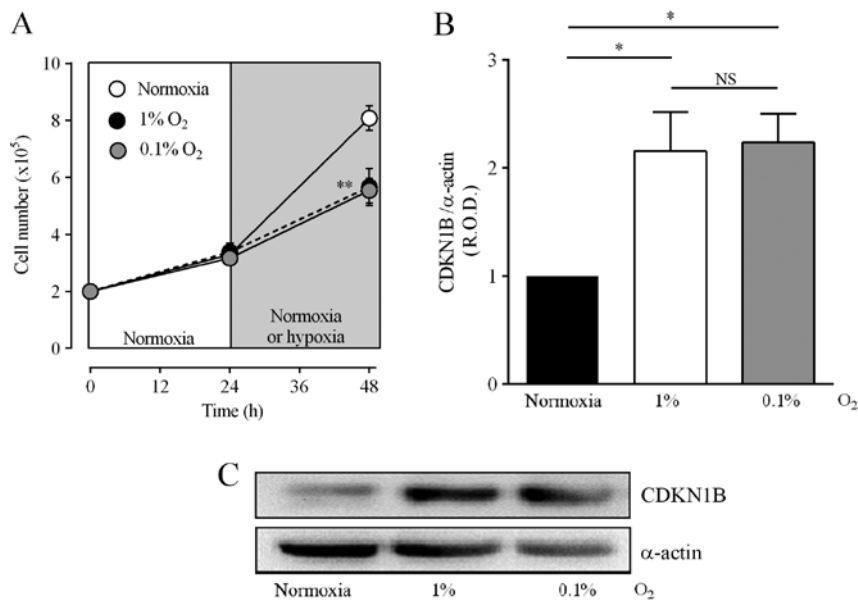 A
Cell number (x10⁵)
10
8
6
4
2
0
Normoxia
1% O₂
0.1% O₂
**
Normoxia
Normoxia
or hypoxia
0 12 24 36 48
Time (h)
B
CDKN1B/α-actin
(R.O.D.)
3
2
1
0
*
*
NS
Normoxia 1% 0.1% O₂
C
CDKN1B
α-actin
Normoxia 1% 0.1% O₂